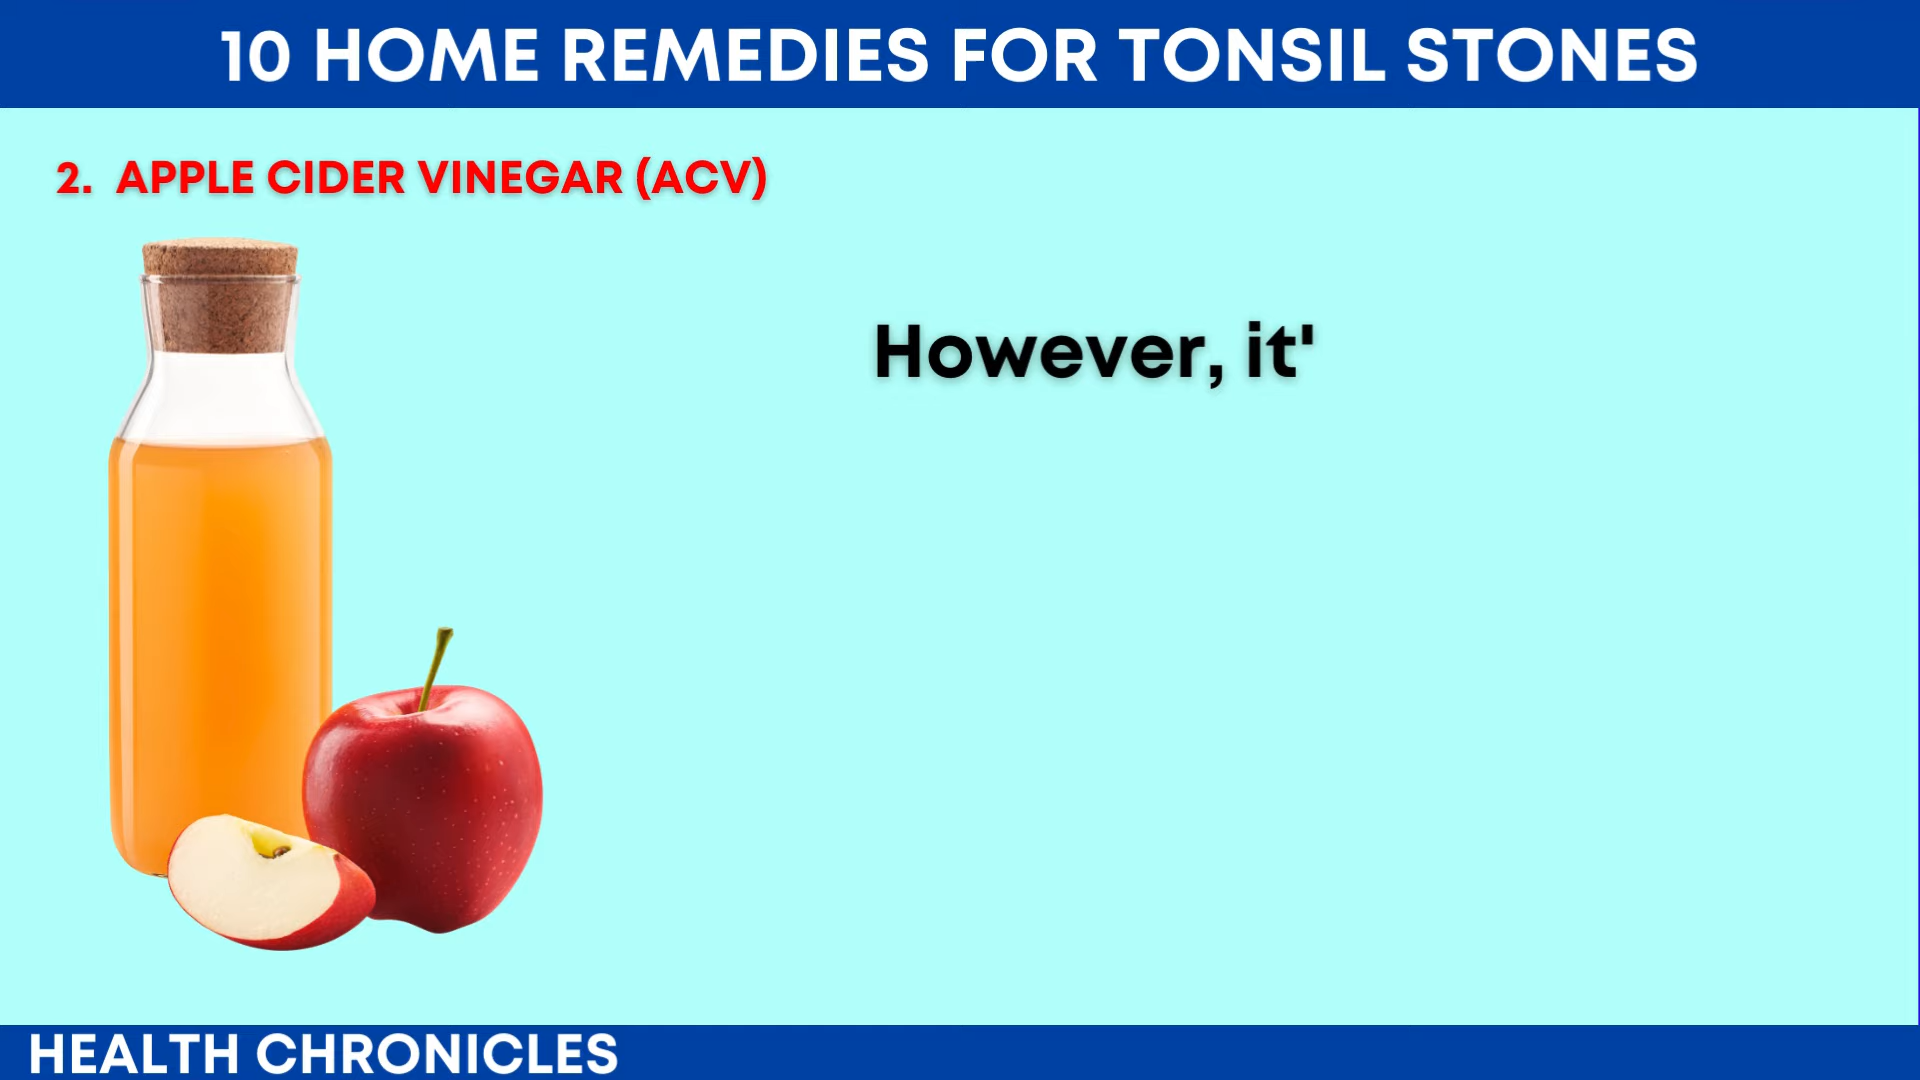 10 HOME REMEDIES FOR TONSIL STONES
2. APPLE CIDER VINEGAR (ACV)
However, it'
HEALTH CHRONICLES